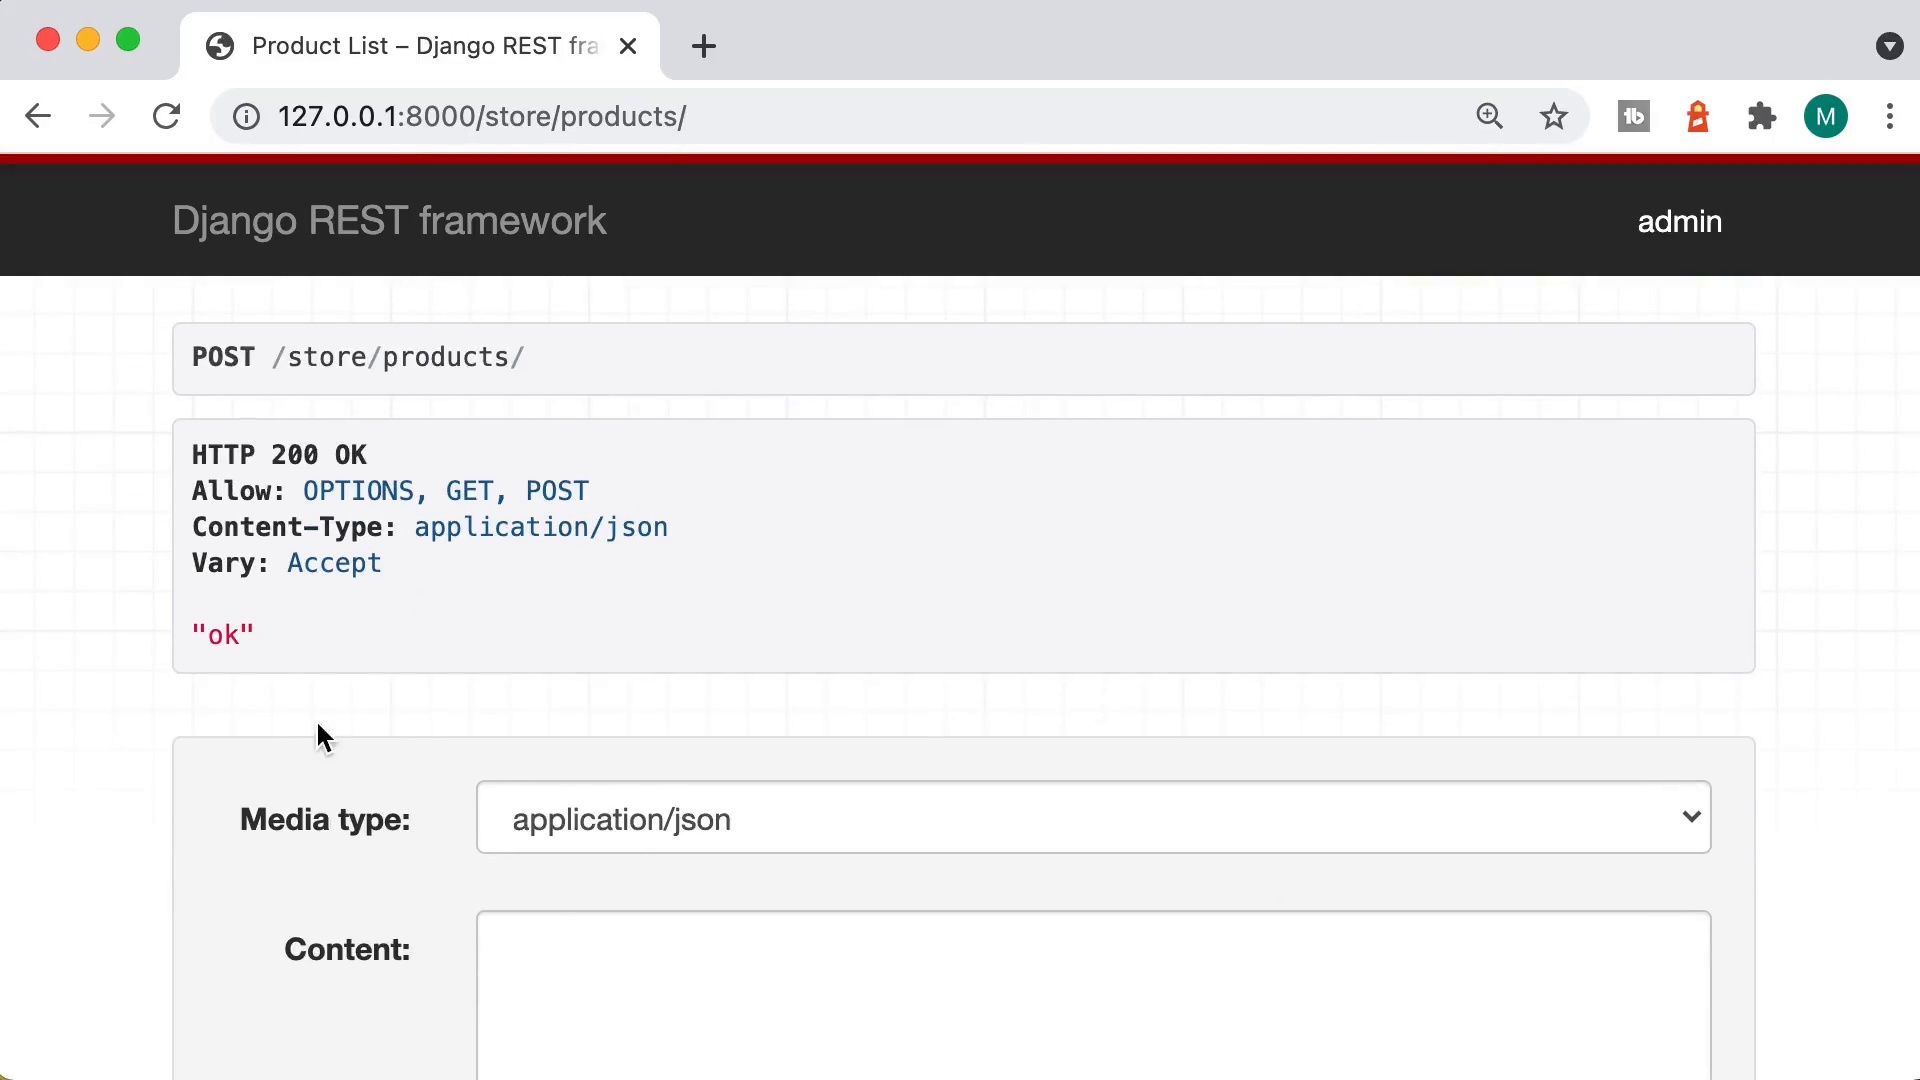 Product List – Django REST fra
127.0.0.1:8000/store/products/
M
Django REST framework
admin
POST /store/products/
HTTP 200 OK
Allow: OPTIONS, GET, POST
Content-Type: application/json
Vary: Accept
"ok"
Media type:
application/json
Content: